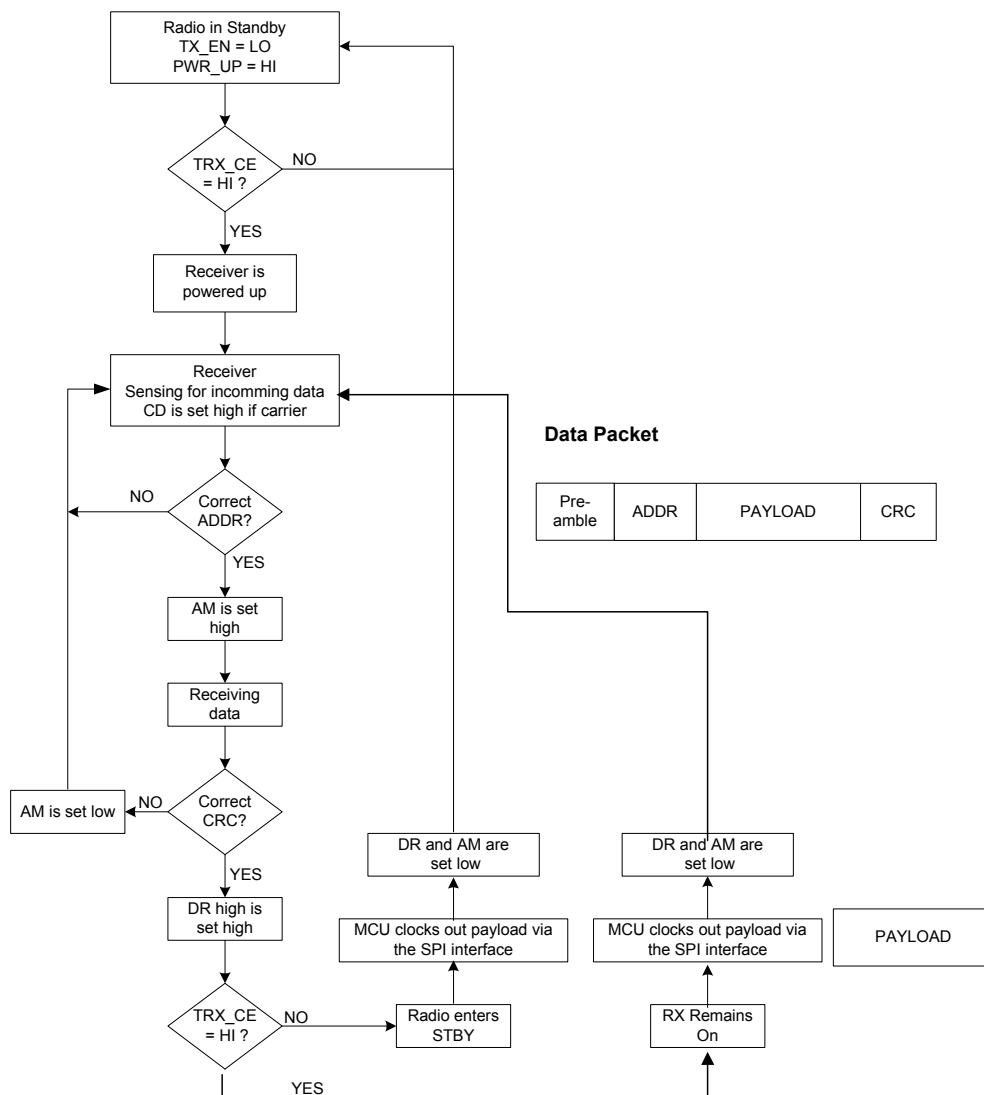 Radio in Standby
TX_EN = LO
PWR_UP = HI
TRX_CE
= HI ?
NO
YES
Receiver is
powered up
Receiver
Sensing for incomming data
CD is set high if carrier
Data Packet
Pre-
amble
ADDR
PAYLOAD
CRC
NO
Correct
ADDR?
YES
AM is set
high
Receiving
data
AM is set low
NO
Correct
CRC?
YES
DR high is
set high
TRX_CE
= HI ?
NO
YES
DR and AM are
set low
MCU clocks out payload via
the SPI interface
Radio enters
STBY
DR and AM are
set low
MCU clocks out payload via
the SPI interface
PAYLOAD
RX Remains
On